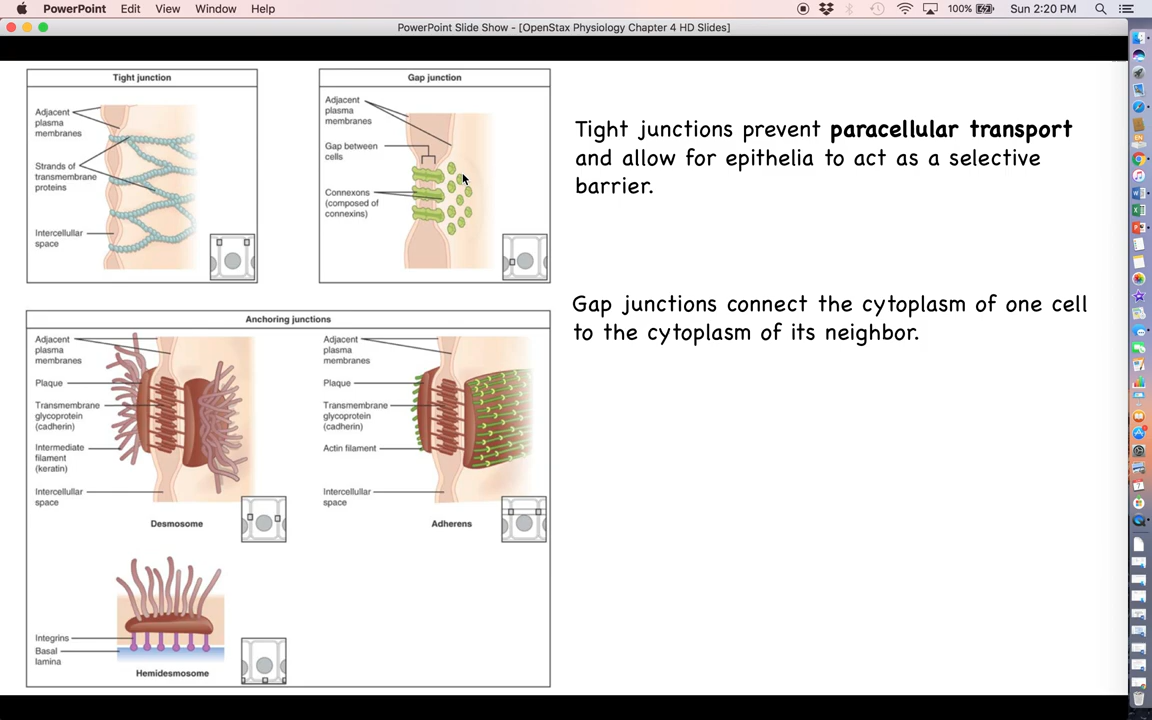 PowerPoint Edit View Window Help
100% Sun 2:20 PM
PowerPoint Slide Show - [OpenStax Physiology Chapter 4 HD Slides]
Tight junction
Adjacent
plasma
membranes
Strands of
transmembrane
proteins
Intercellular
space
Gap junction
Adjacent
plasma
membranes
Gap between
cells
Connexons
(composed of
connexins)
Tight junctions prevent paracellular transport
and allow for epithelia to act as a selective
barrier.
Gap junctions connect the cytoplasm of one cell
to the cytoplasm of its neighbor.
Anchoring junctions
Adjacent
plasma
membranes
Plaque
Transmembrane
glycoprotein
(cadherin)
Intermediate
filament
(keratin)
Intercellular
space
Desmosome
Adjacent
plasma
membranes
Plaque
Transmembrane
glycoprotein
(cadherin)
Actin filament
Intercellular
space
Adherens
Integrins
Basal
lamina
Hemidesmosome